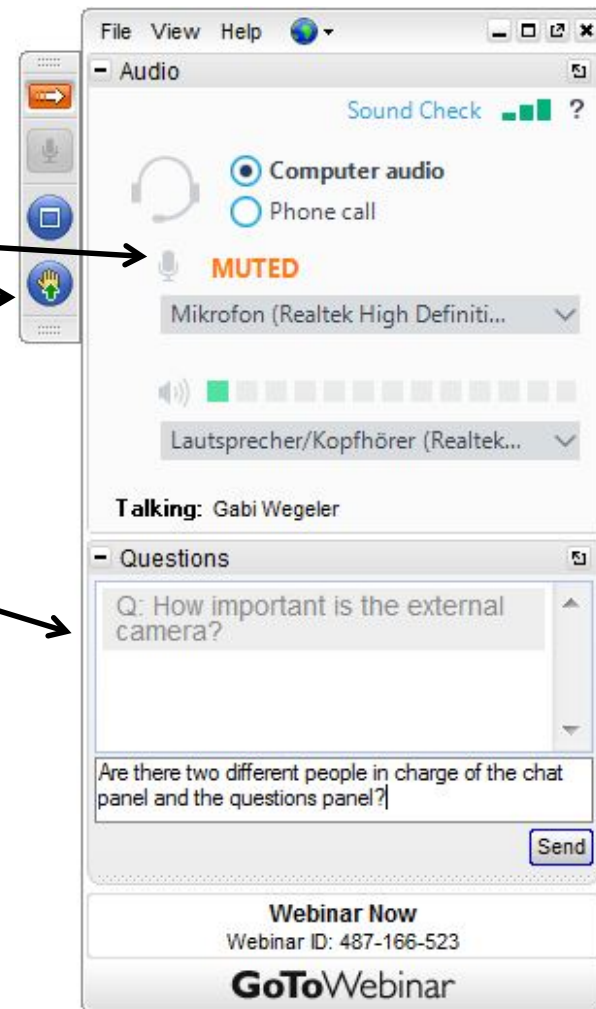 File View Help
Audio
Sound Check ?
Computer audio
Phone call
MUTED
Mikrofon (Realtek High Definiti...
Lautsprecher/Kopfhörer (Realtek...
Talking: Gabi Wegeler
Questions
Q: How important is the external
camera?
Are there two different people in charge of the chat
panel and the questions panel?
Send
Webinar Now
Webinar ID: 487-166-523
GoToWebinar